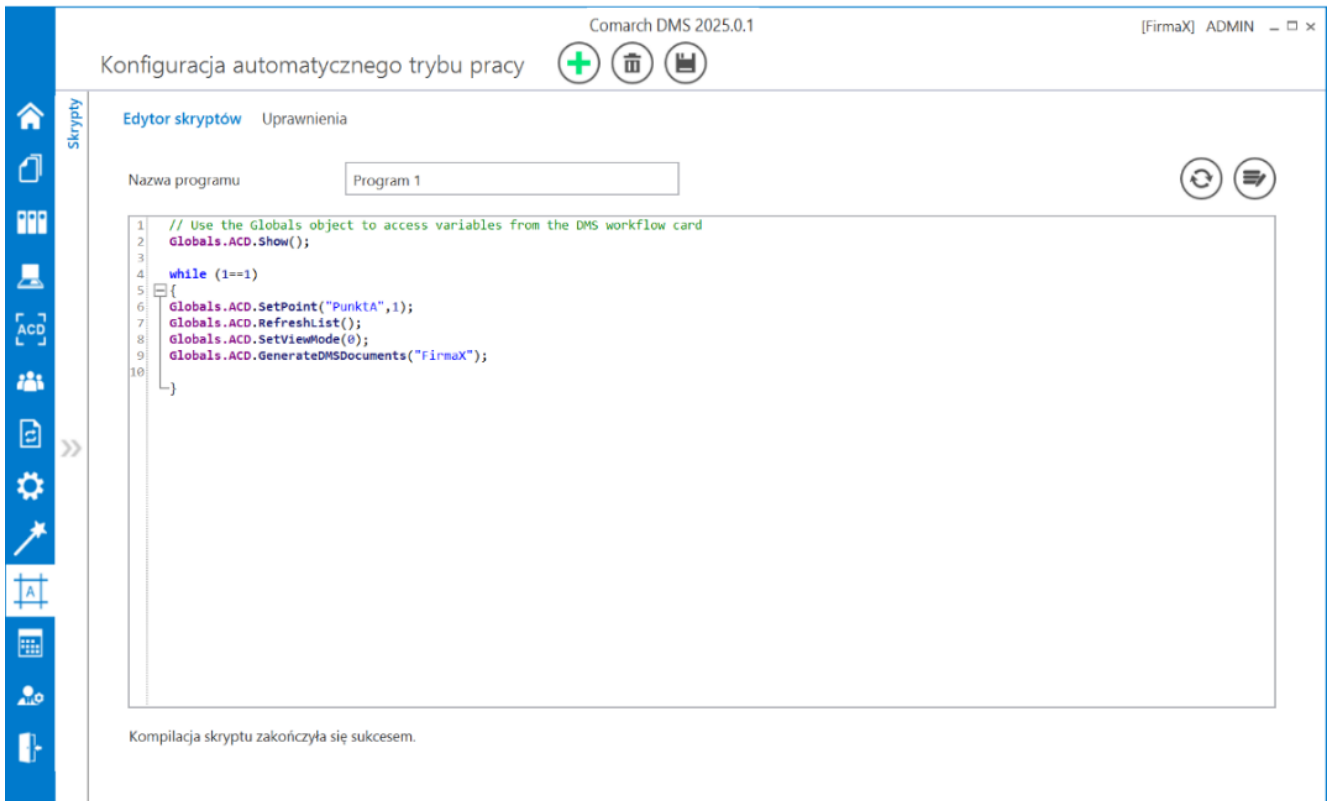 Comarch DMS 2025.0.1
[FirmaX] ADMIN
Konfiguracja automatycznego trybu pracy
Skrypty
Edytor skryptów Uprawnienia
Nazwa programu Program 1
1 // Use the Globals object to access variables from the DMS workflow card
2 Globals.ACD.Show();
3
4 while (1==1)
5 {
6 Globals.ACD.SetPoint("PunktA",1);
7 Globals.ACD.RefreshList();
8 Globals.ACD.SetViewMode(0);
9 Globals.ACD.GenerateDMSDocuments("FirmaX");
10
}
ACD
A
Kompilacja skryptu zakończyła się sukcesem.